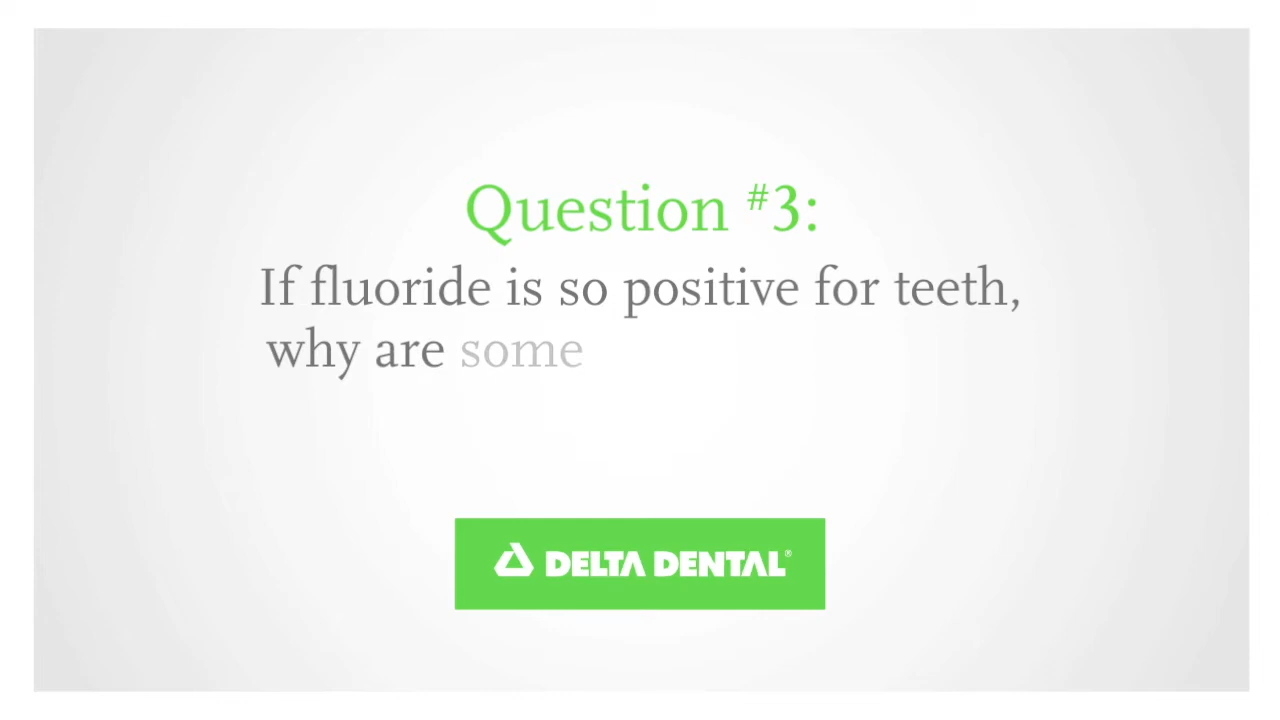 Question #3:
If fluoride is so positive for teeth,
why are some
DELTA DENTAL®